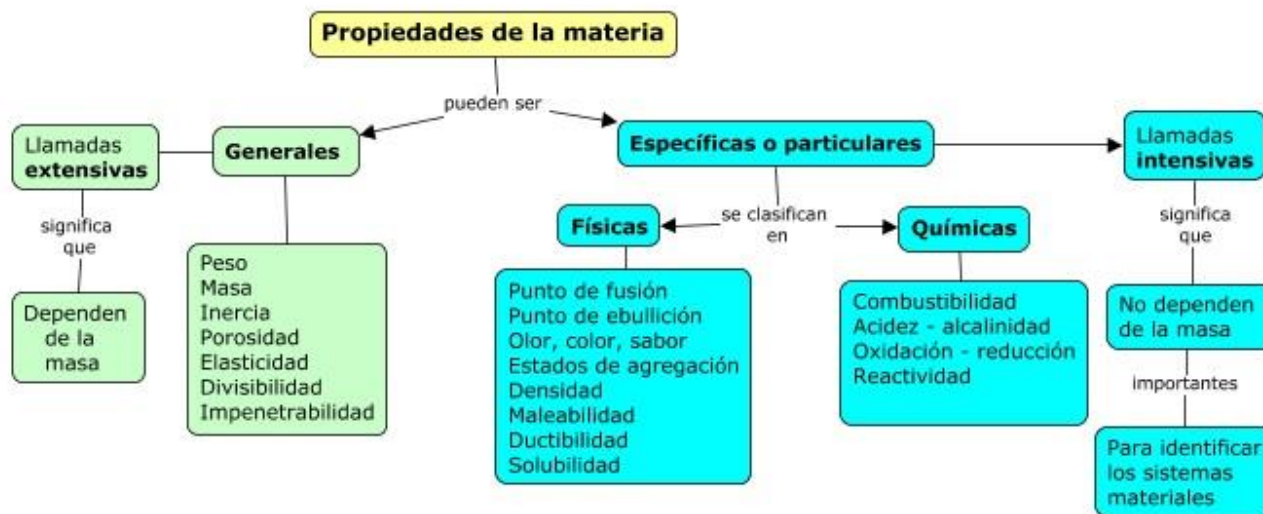 Propiedades de la materia
pueden ser
Llamadas
extensivas
Generales
Específicas o particulares
Llamadas
intensivas
significa
que
se clasifican
en
significa
que
Físicas
Químicas
Dependen
de la
masa
Peso
Masa
Inercia
Porosidad
Elasticidad
Divisibilidad
Impenetrabilidad
Punto de fusión
Punto de ebullición
Olor, color, sabor
Estados de agregación
Densidad
Maleabilidad
Ductibilidad
Solubilidad
Combustibilidad
Acidez - alcalinidad
Oxidación - reducción
Reactividad
No dependen
de la masa
importantes
Para identificar
los sistemas
materiales